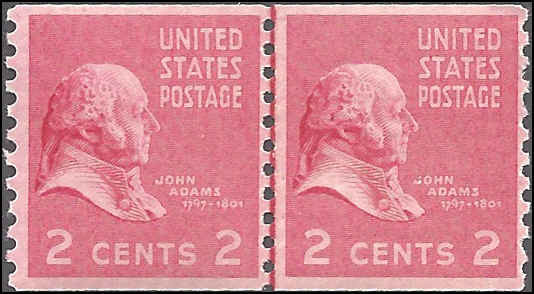 UNITED
STATES
POSTAGE
JOHN
ADAMS
1797-1801
2 CENTS 2
UNITED
STATES
POSTAGE
JOHN
ADAMS
1797-1801
2 CENTS 2